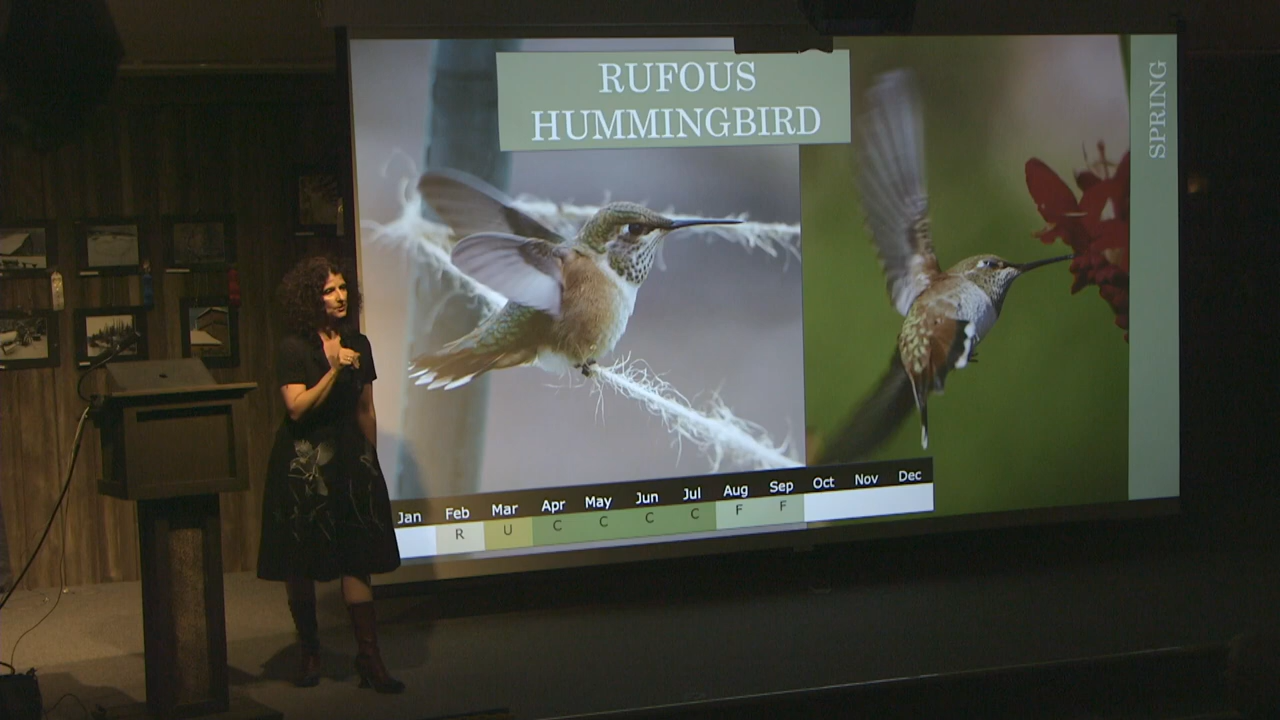 RUFOUS
HUMMINGBIRD
SPRING
Jan Feb Mar Apr May Jun Jul Aug Sep Oct Nov Dec
R U C C C C F F